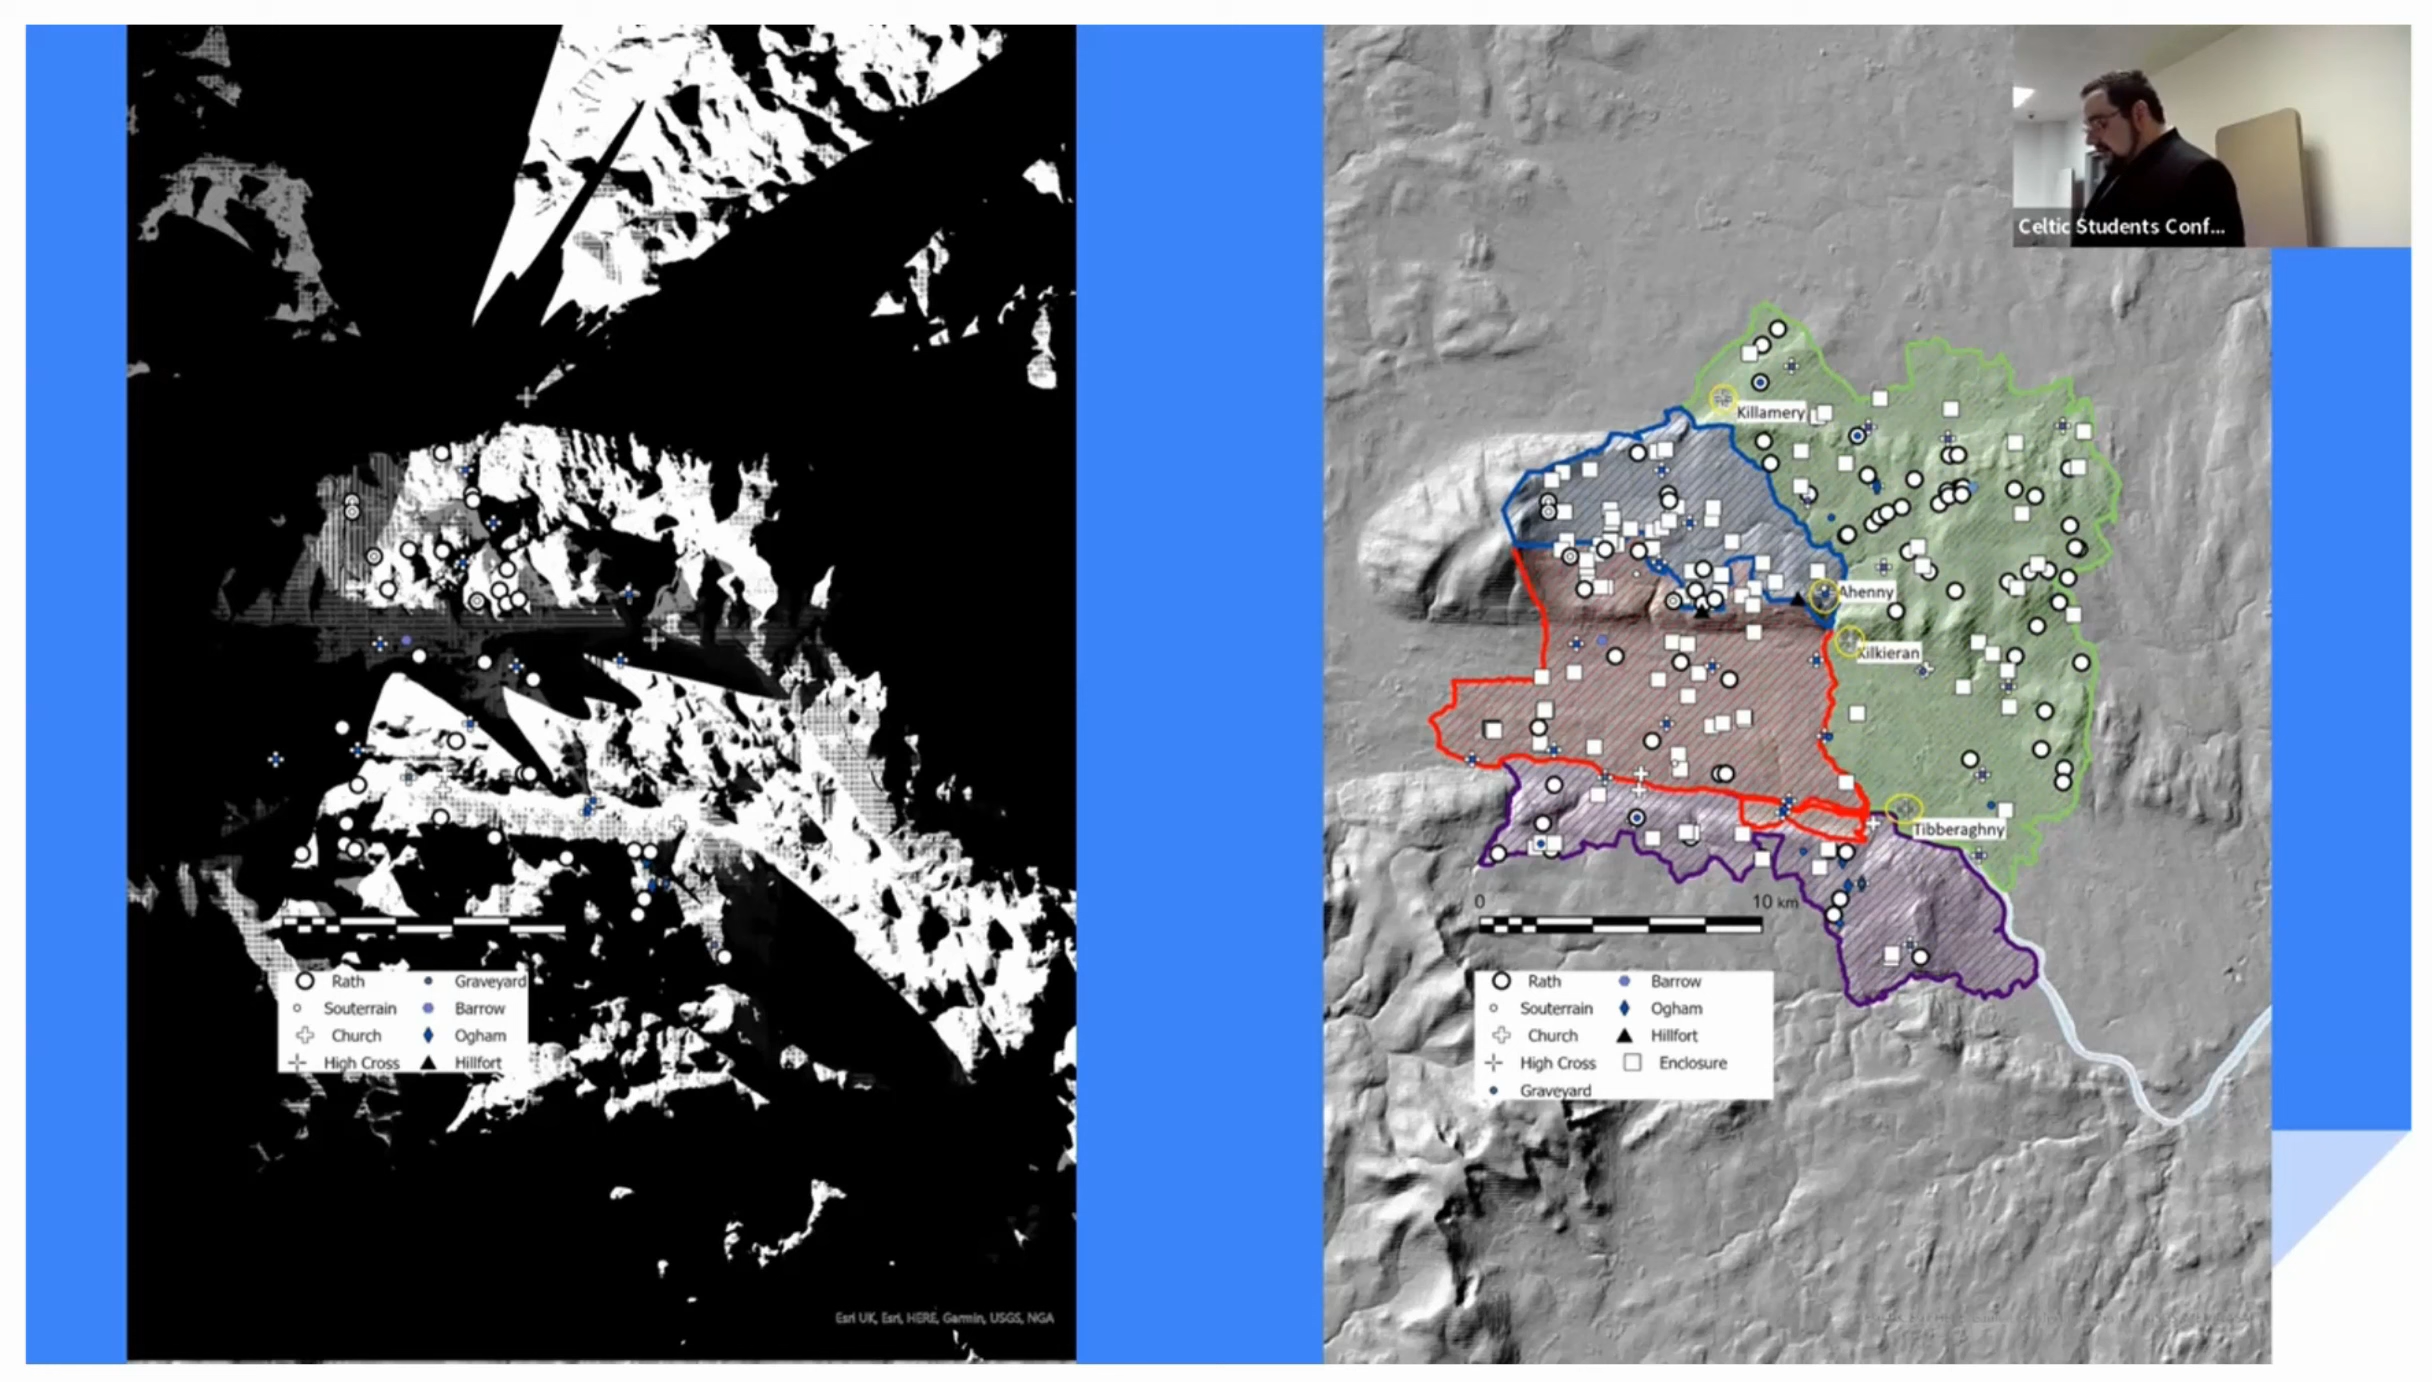 Celtic Students Conf...
Killamery
Ahenny
Kilkieran
Tibberaghny
0 10 km
Rath Graveyard
Souterrain Barrow
Church Ogham
High Cross Hillfort
Rath Barrow
Souterrain Ogham
Church Hillfort
High Cross Enclosure
Graveyard
Esri UK, Esri, HERE, Garmin, USGS, NGA